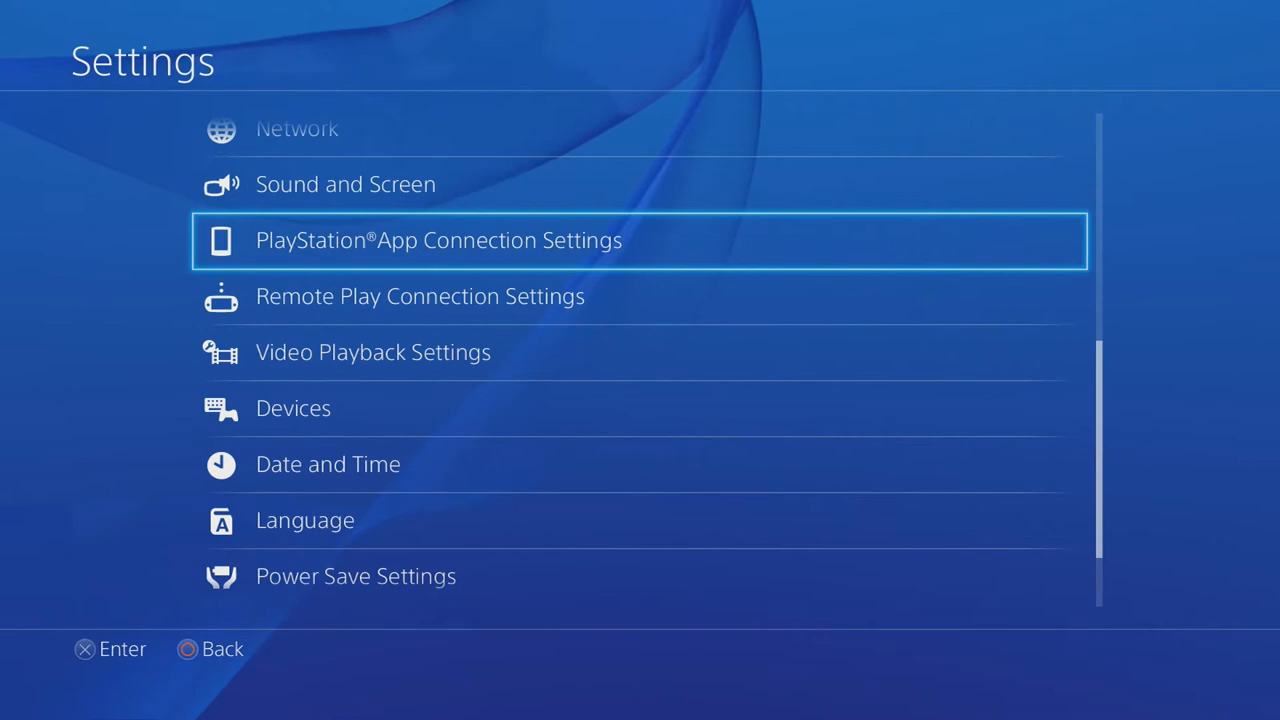 Settings
Network
Sound and Screen
PlayStation®App Connection Settings
Remote Play Connection Settings
Video Playback Settings
Devices
Date and Time
Language
Power Save Settings
Enter Back